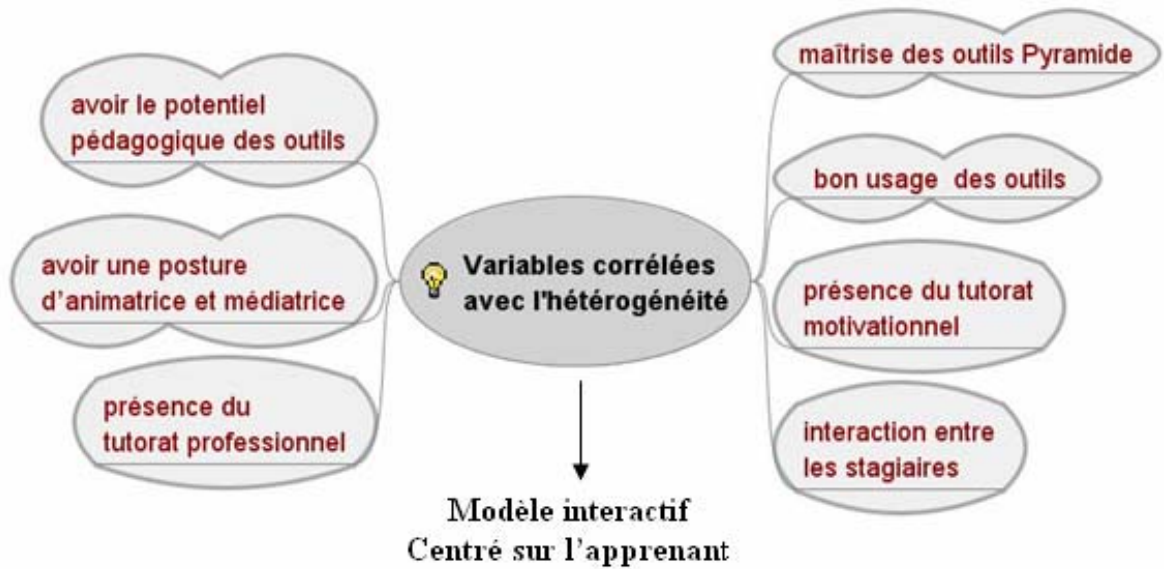 avoir le potentiel
pédagogique des outils
avoir une posture
d'animatrice et médiatrice
présence du
tutorat professionnel
Variables corrélées
avec l'hétérogénéité
maîtrise des outils Pyramide
bon usage des outils
présence du tutorat
motivationnel
interaction entre
les stagiaires
Modèle interactif
Centré sur l'apprenant